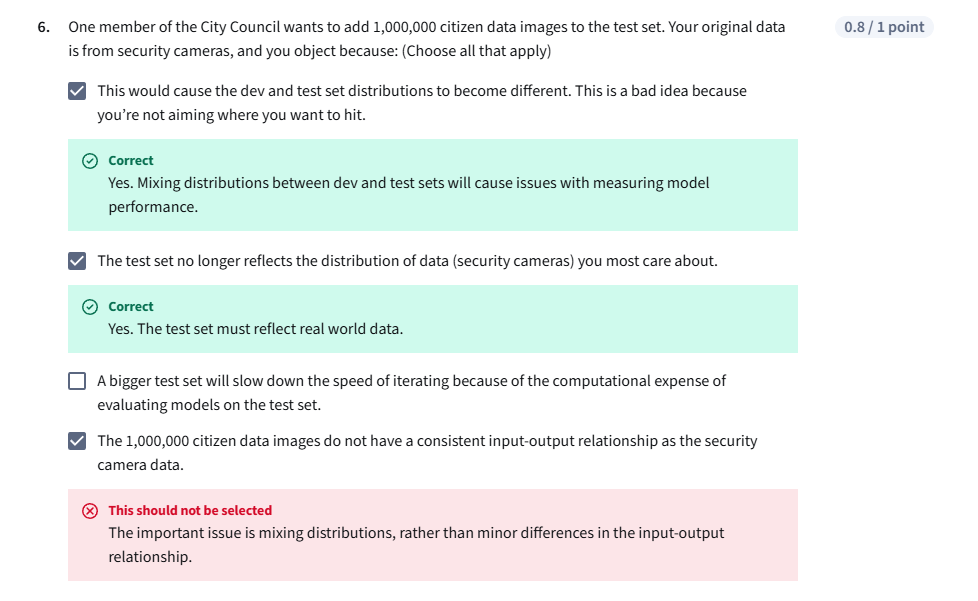 6. One member of the City Council wants to add 1,000,000 citizen data images to the test set. Your original data
is from security cameras, and you object because: (Choose all that apply)
0.8 / 1 point
This would cause the dev and test set distributions to become different. This is a bad idea because
you’re not aiming where you want to hit.
Correct
Yes. Mixing distributions between dev and test sets will cause issues with measuring model
performance.
The test set no longer reflects the distribution of data (security cameras) you most care about.
Correct
Yes. The test set must reflect real world data.
A bigger test set will slow down the speed of iterating because of the computational expense of
evaluating models on the test set.
The 1,000,000 citizen data images do not have a consistent input-output relationship as the security
camera data.
This should not be selected
The important issue is mixing distributions, rather than minor differences in the input-output
relationship.